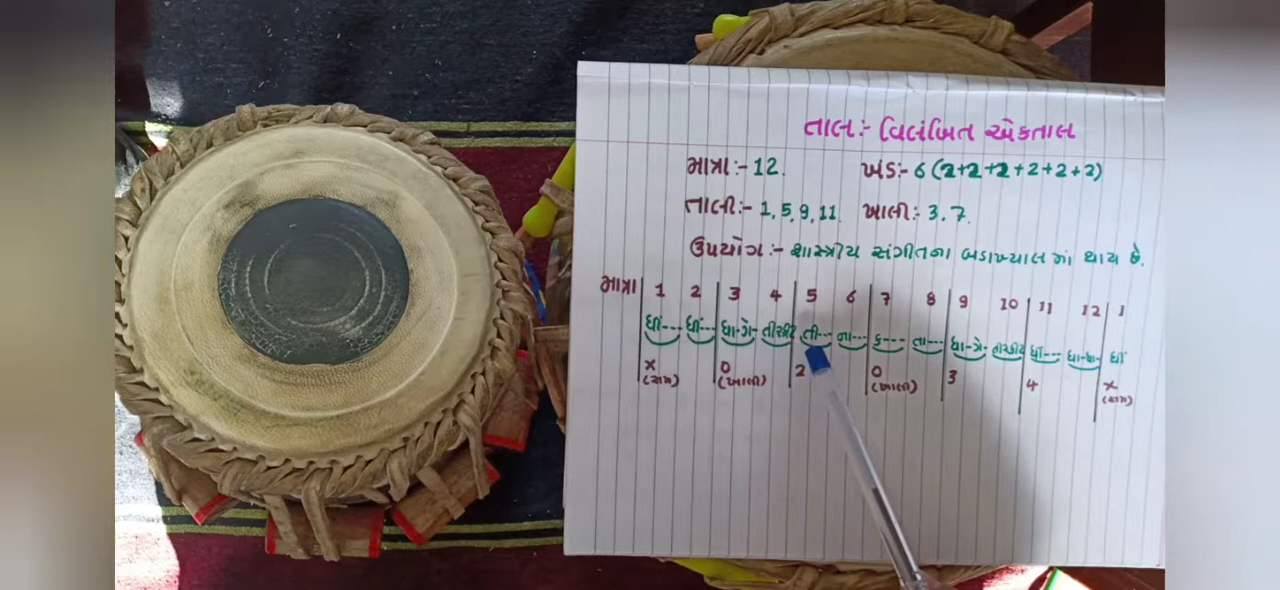 તાલ:- વિલંબિત એકતાલ
માત્રા:- 12. ખંડ:- 6 (2+2+2+2+2+2)
તાલી:- 1, 5, 9, 11 ખાલી:- 3, 7.
ઉપયોગ:- શાસ્ત્રીય સંગીતના બડાખ્યાલ માં થાય છે.
માત્રા 1 2 3 4 5 6 7 8 9 10 11 12 1
ધીં--- ધીં--- ધા-ગે- તીરકીટ તી--- ના--- ક--- તા--- ધા-ગે- તીરકીટ ધીં--- ધા-ધા- ધીં
x 0 2 0 3 4 x
(સમ) (ખાલી) (ખાલી) (સમ)